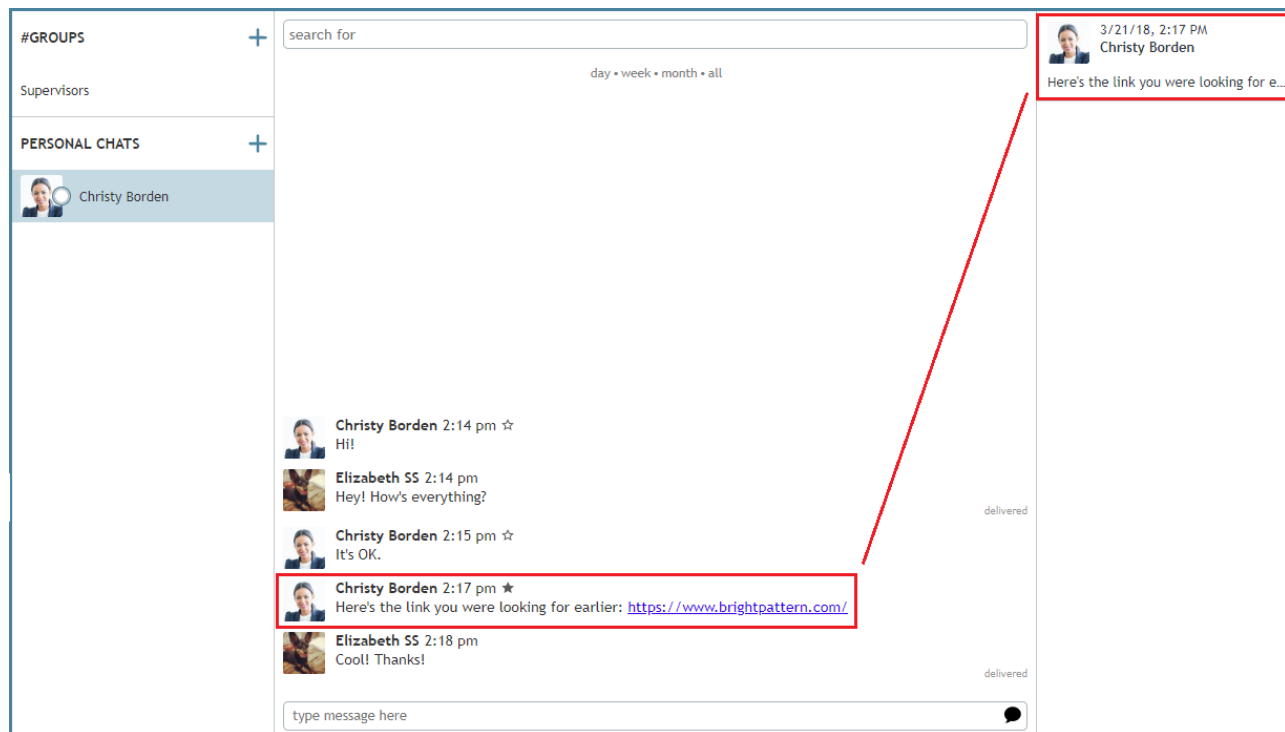 #GROUPS
Supervisors
PERSONAL CHATS
Christy Borden
search for
day • week • month • all
Christy Borden 2:14 pm ☆
Hi!
Elizabeth SS 2:14 pm
Hey! How's everything?
delivered
Christy Borden 2:15 pm ☆
It's OK.
Christy Borden 2:17 pm ★
Here's the link you were looking for earlier: https://www.brightpattern.com/
Elizabeth SS 2:18 pm
Cool! Thanks!
delivered
type message here
3/21/18, 2:17 PM
Christy Borden
Here's the link you were looking for e...